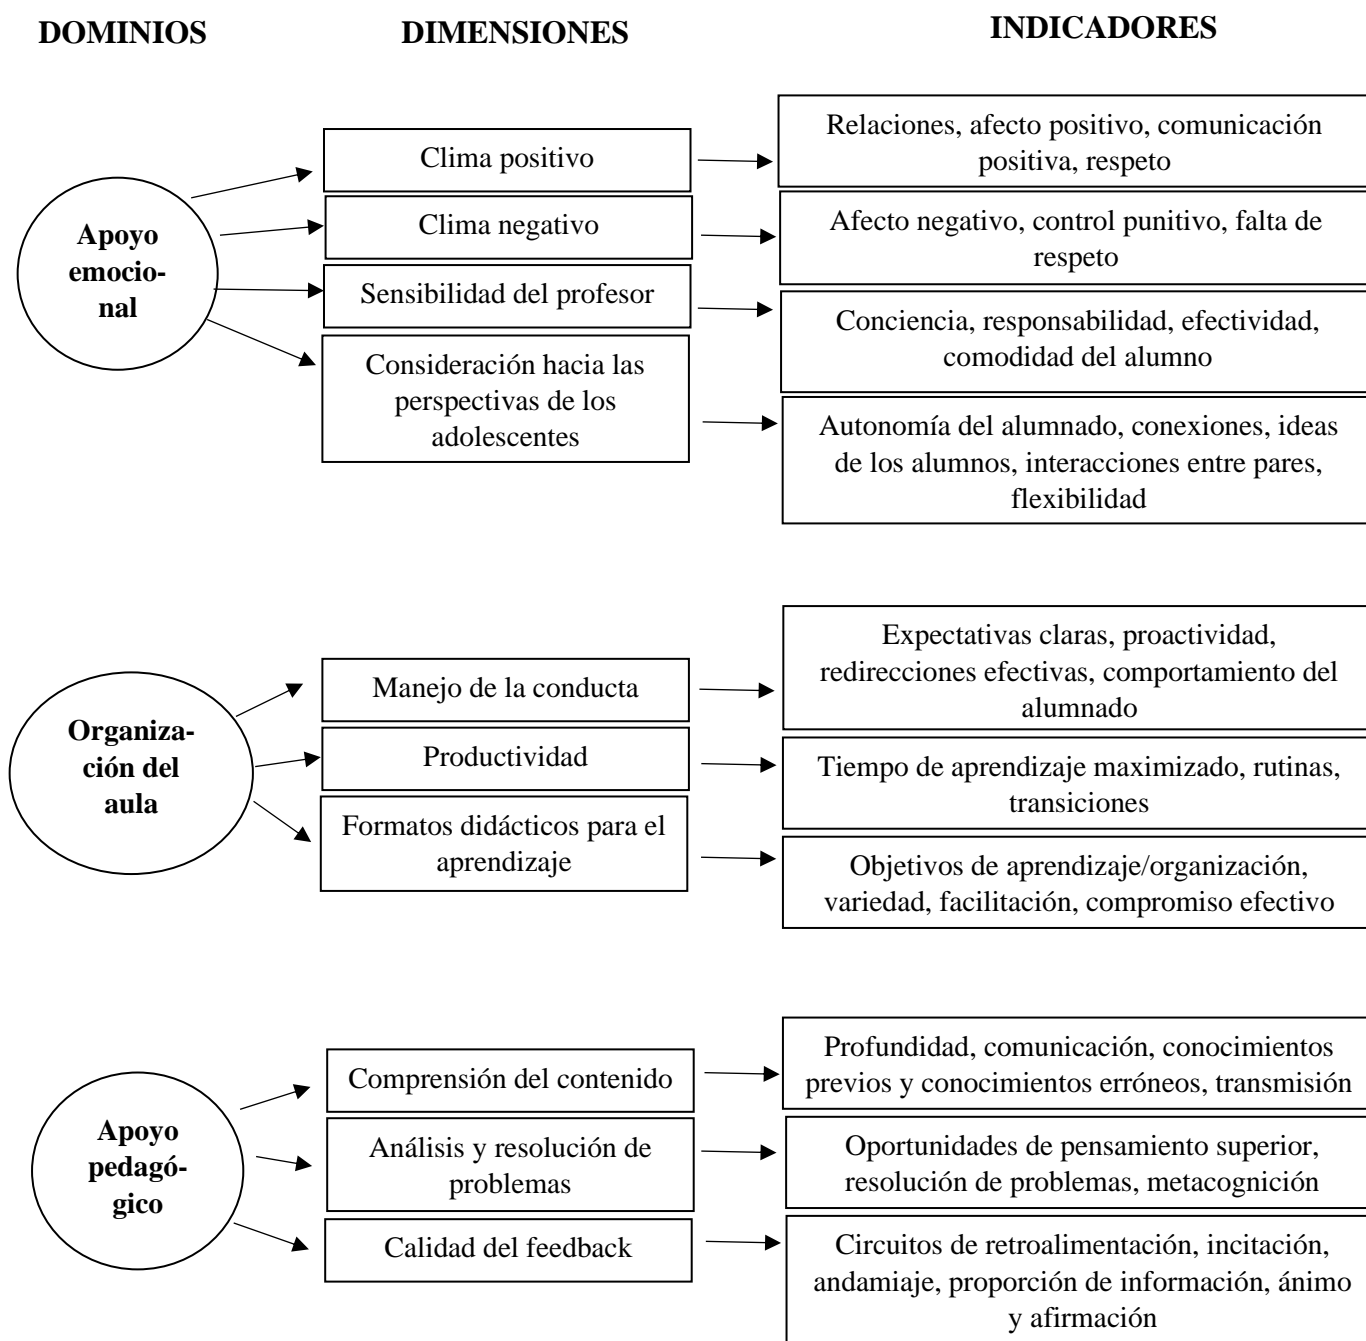 DOMINIOS
DIMENSIONES
INDICADORES
Apoyo
emocio-
nal
Clima positivo
Relaciones, afecto positivo, comunicación
positiva, respeto
Clima negativo
Afecto negativo, control punitivo, falta de
respeto
Sensibilidad del profesor
Conciencia, responsabilidad, efectividad,
comodidad del alumno
Consideración hacia las
perspectivas de los
adolescentes
Autonomía del alumnado, conexiones, ideas
de los alumnos, interacciones entre pares,
flexibilidad
Organiza-
ción del
aula
Manejo de la conducta
Expectativas claras, proactividad,
redirecciones efectivas, comportamiento del
alumnado
Productividad
Tiempo de aprendizaje maximizado, rutinas,
transiciones
Formatos didácticos para el
aprendizaje
Objetivos de aprendizaje/organización,
variedad, facilitación, compromiso efectivo
Apoyo
pedagó-
gico
Comprensión del contenido
Profundidad, comunicación, conocimientos
previos y conocimientos erróneos, transmisión
Análisis y resolución de
problemas
Oportunidades de pensamiento superior,
resolución de problemas, metacognición
Calidad del feedback
Circuitos de retroalimentación, incitación,
andamiaje, proporción de información, ánimo
y afirmación